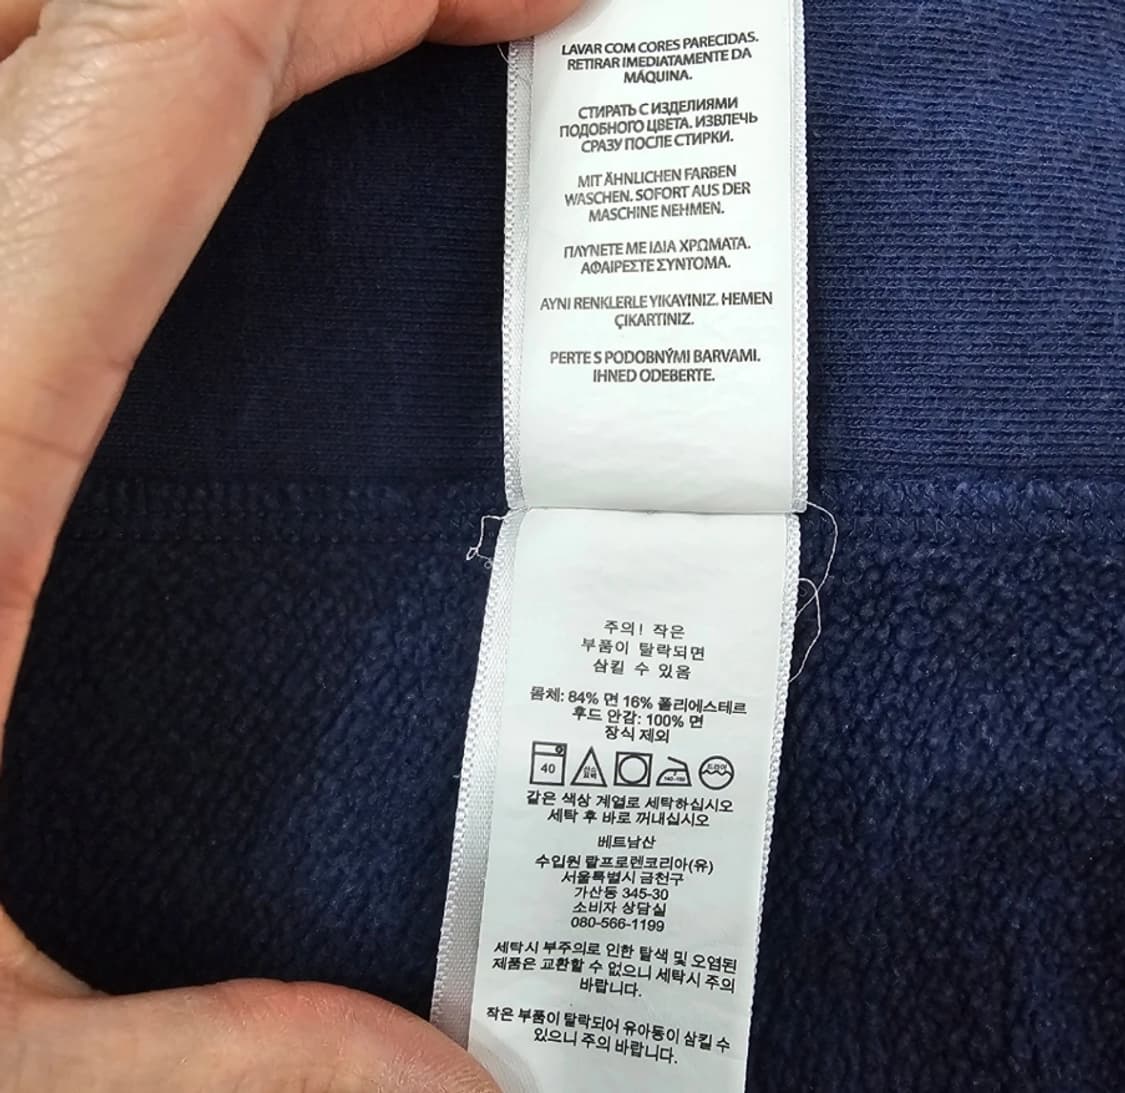 LAVAR COM CORES PARECIDAS.
RETIRAR IMEDIATAMENTE DA
MÁQUINA.
СТИРАТЬ С ИЗДЕЛИЯМИ
ПОДОБНОГО ЦВЕТА. ИЗВЛЕЧЬ
СРАЗУ ПОСЛЕ СТИРКИ.
MIT ÄHNLICHEN FARBEN
WASCHEN. SOFORT AUS DER
MASCHINE NEHMEN.
ΠΛΥΝΕΤΕ ΜΕ ΙΔΙΑ ΧΡΩΜΑΤΑ.
ΑΦΑΙΡΕΣΤΕ ΣΥΝΤΟΜΑ.
AYNI RENKLERLE YIKAYINIZ. HEMEN
ÇIKARTINIZ.
PERTE S PODOBNÝMI BARVAMI.
IHNED ODEBERTE.
주의! 작은
부품이 탈락되면
삼킬 수 있음
몸체: 84% 면 16% 폴리에스테르
후드 안감: 100% 면
장식 제외
40 드라이
같은 색상 계열로 세탁하십시오
세탁 후 바로 꺼내십시오
베트남산
수입원 랄프로렌코리아(유)
서울특별시 금천구
가산동 345-30
소비자 상담실
080-566-1199
세탁시 부주의로 인한 탈색 및 오염된
제품은 교환할 수 없으니 세탁시 주의
바랍니다.
작은 부품이 탈락되어 유아동이 삼킬 수
있으니 주의 바랍니다.